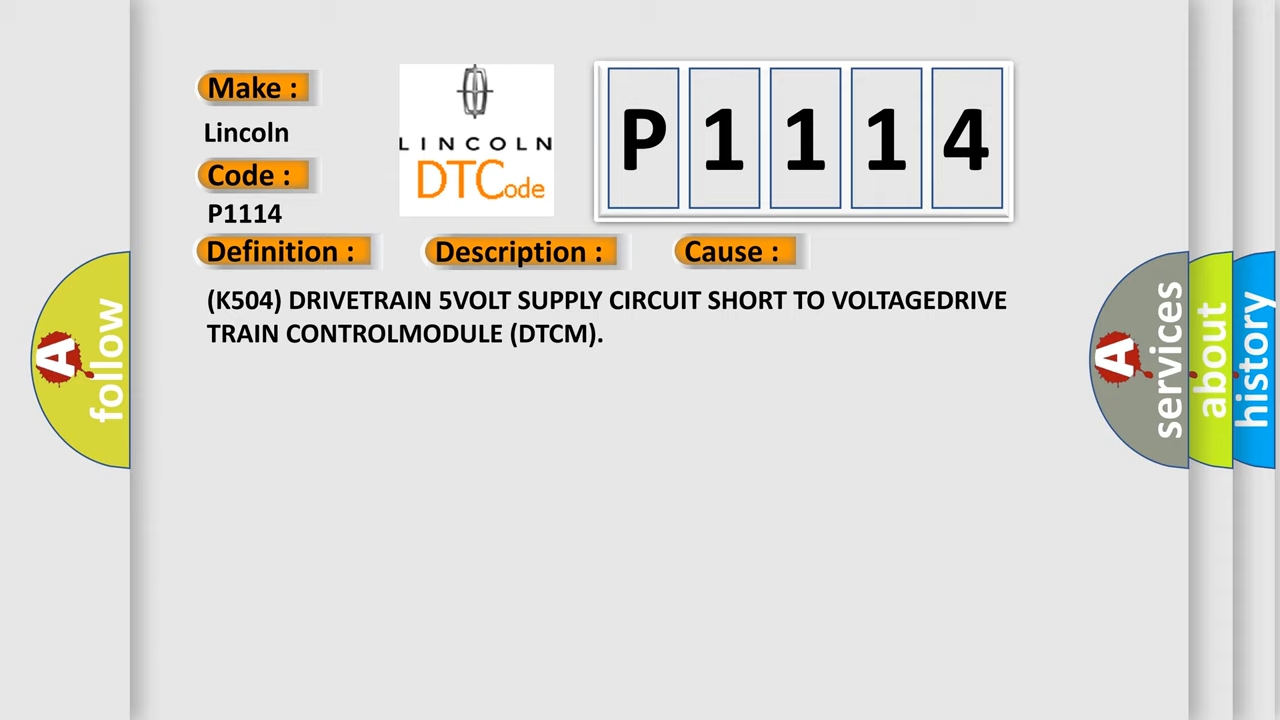 Make :
Lincoln
Code :
P1114
LINCOLN
DTCode
P 1 1 1 4
Definition :
Description :
Cause :
(K504) DRIVETRAIN 5VOLT SUPPLY CIRCUIT SHORT TO VOLTAGEDRIVE
TRAIN CONTROLMODULE (DTCM).
A follow
A services
about
history